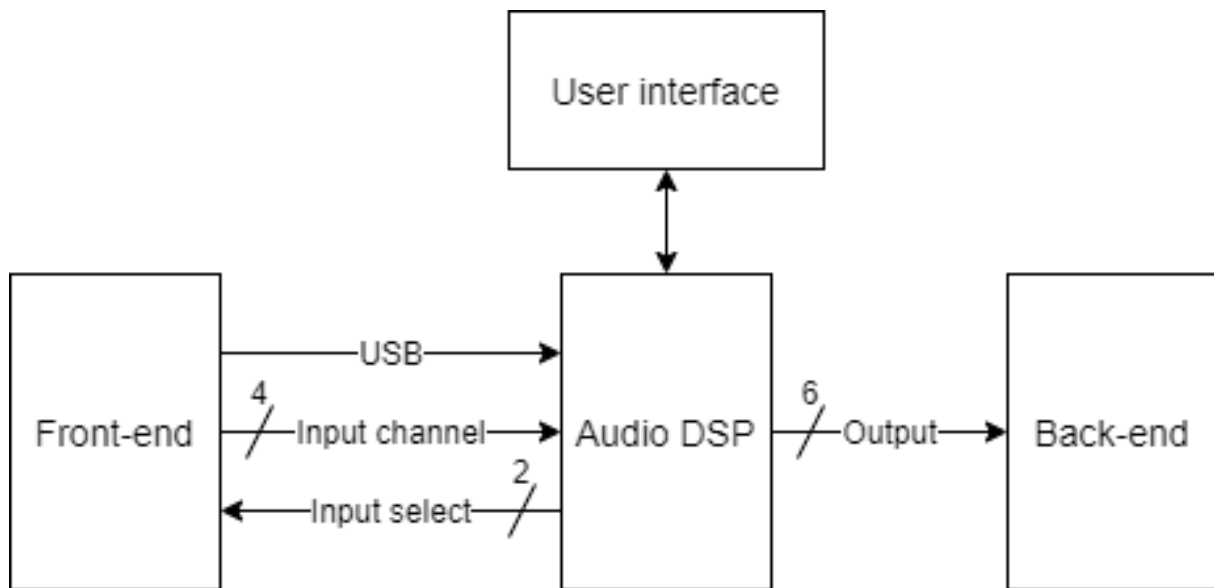 User interface
USB
4
6
Front-end
Input channel
Audio DSP
Output
Back-end
2
Input select